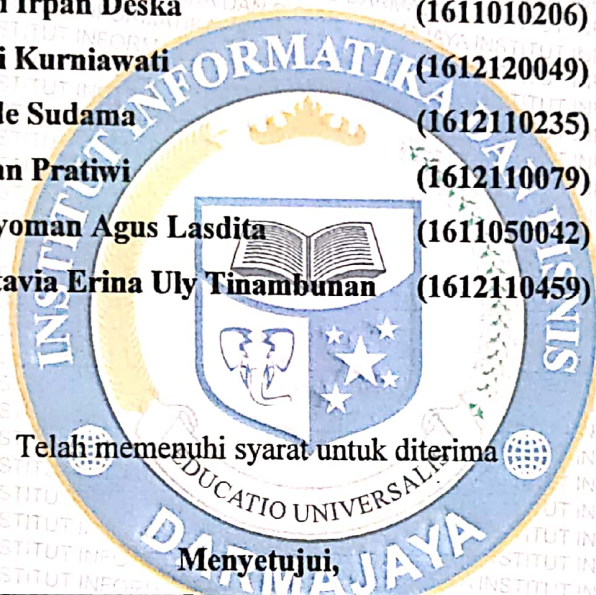 Irpan Deska (1611010206)
i Kurniawati (1612120049)
de Sudama (1612110235)
an Pratiwi (1612110079)
yoman Agus Lasdita (1611050042)
tavia Erina Uly Tinambunan (1612110459)
Telah memenuhi syarat untuk diterima
Menyetujui,
INSTITUT INFORMATIKA DAN BISNIS
EDUCATIO UNIVERSALIS
DARMAJAYA